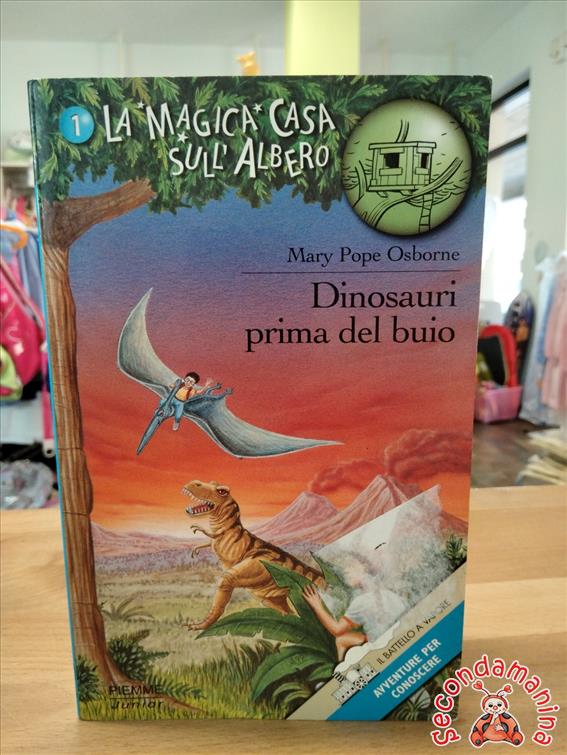 1
LA MAGICA CASA
SULL'ALBERO
Mary Pope Osborne
Dinosauri
prima del buio
IL BATTELLO A VAPORE
AVVENTURE PER
CONOSCERE
PIEMME
Junior
secondamanina